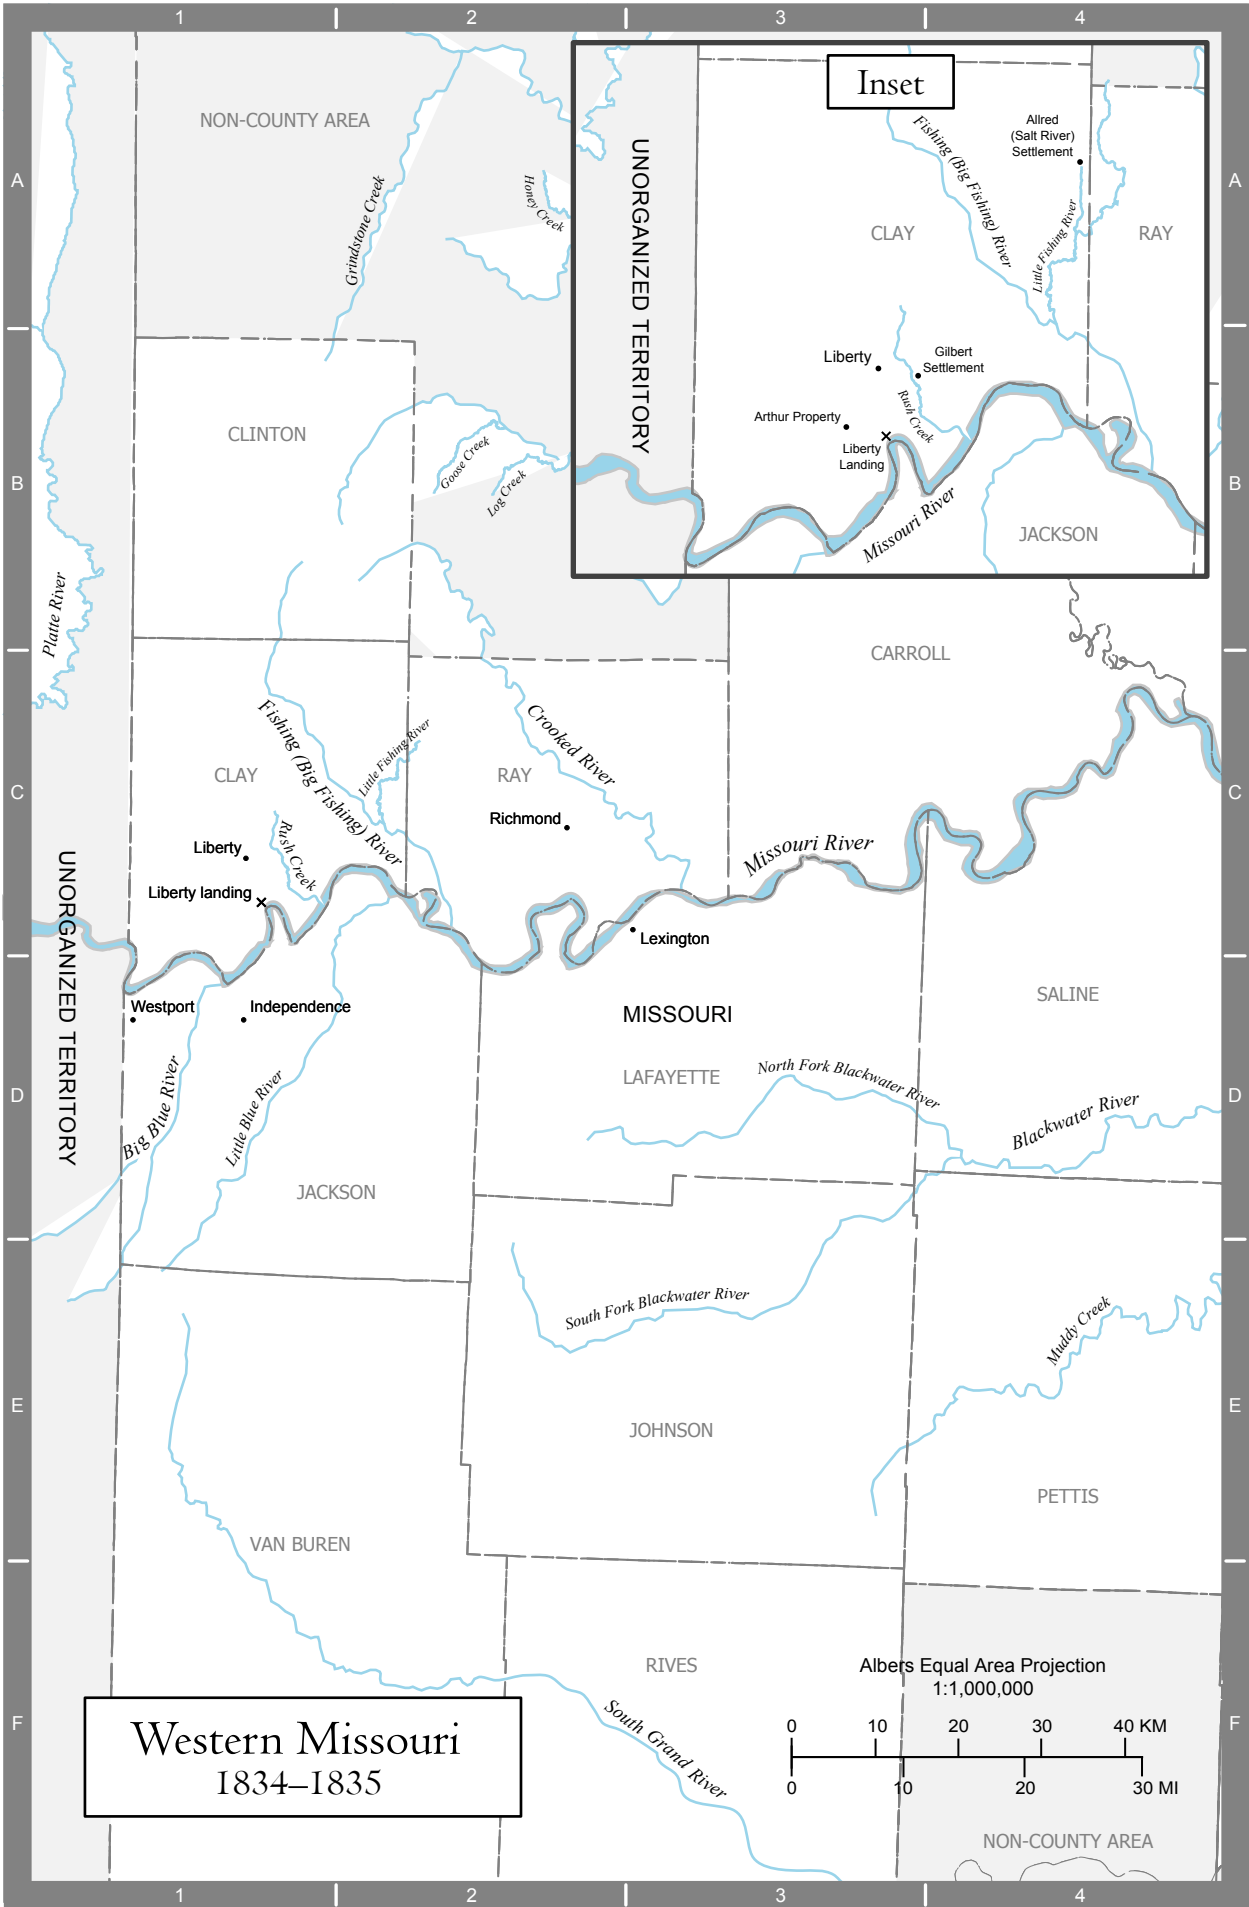 1 2 3 4
A
NON-COUNTY AREA
Grindstone Creek
Honey Creek
UNORGANIZED TERRITORY
Inset
Fishing (Big Fishing) River
Allred
(Salt River)
Settlement
Little Fishing River
CLAY
RAY
A
Liberty
Gilbert
Settlement
Rush Creek
Arthur Property
Liberty
Landing
Missouri River
JACKSON
B
CLINTON
Goose Creek
Log Creek
B
Platte River
CARROLL
Fishing (Big Fishing) River
Little Fishing River
Crooked River
C
CLAY
RAY
C
Richmond
Missouri River
Liberty
Rush Creek
Liberty landing
UNORGANIZED TERRITORY
Lexington
Westport
Independence
SALINE
MISSOURI
LAFAYETTE
North Fork Blackwater River
D
Big Blue River
Little Blue River
Blackwater River
D
JACKSON
South Fork Blackwater River
Muddy Creek
E
JOHNSON
E
PETTIS
VAN BUREN
RIVES
Albers Equal Area Projection
1:1,000,000
F
Western Missouri
1834–1835
South Grand River
0 10 20 30 40 KM
0 10 20 30 MI
F
NON-COUNTY AREA
1 2 3 4